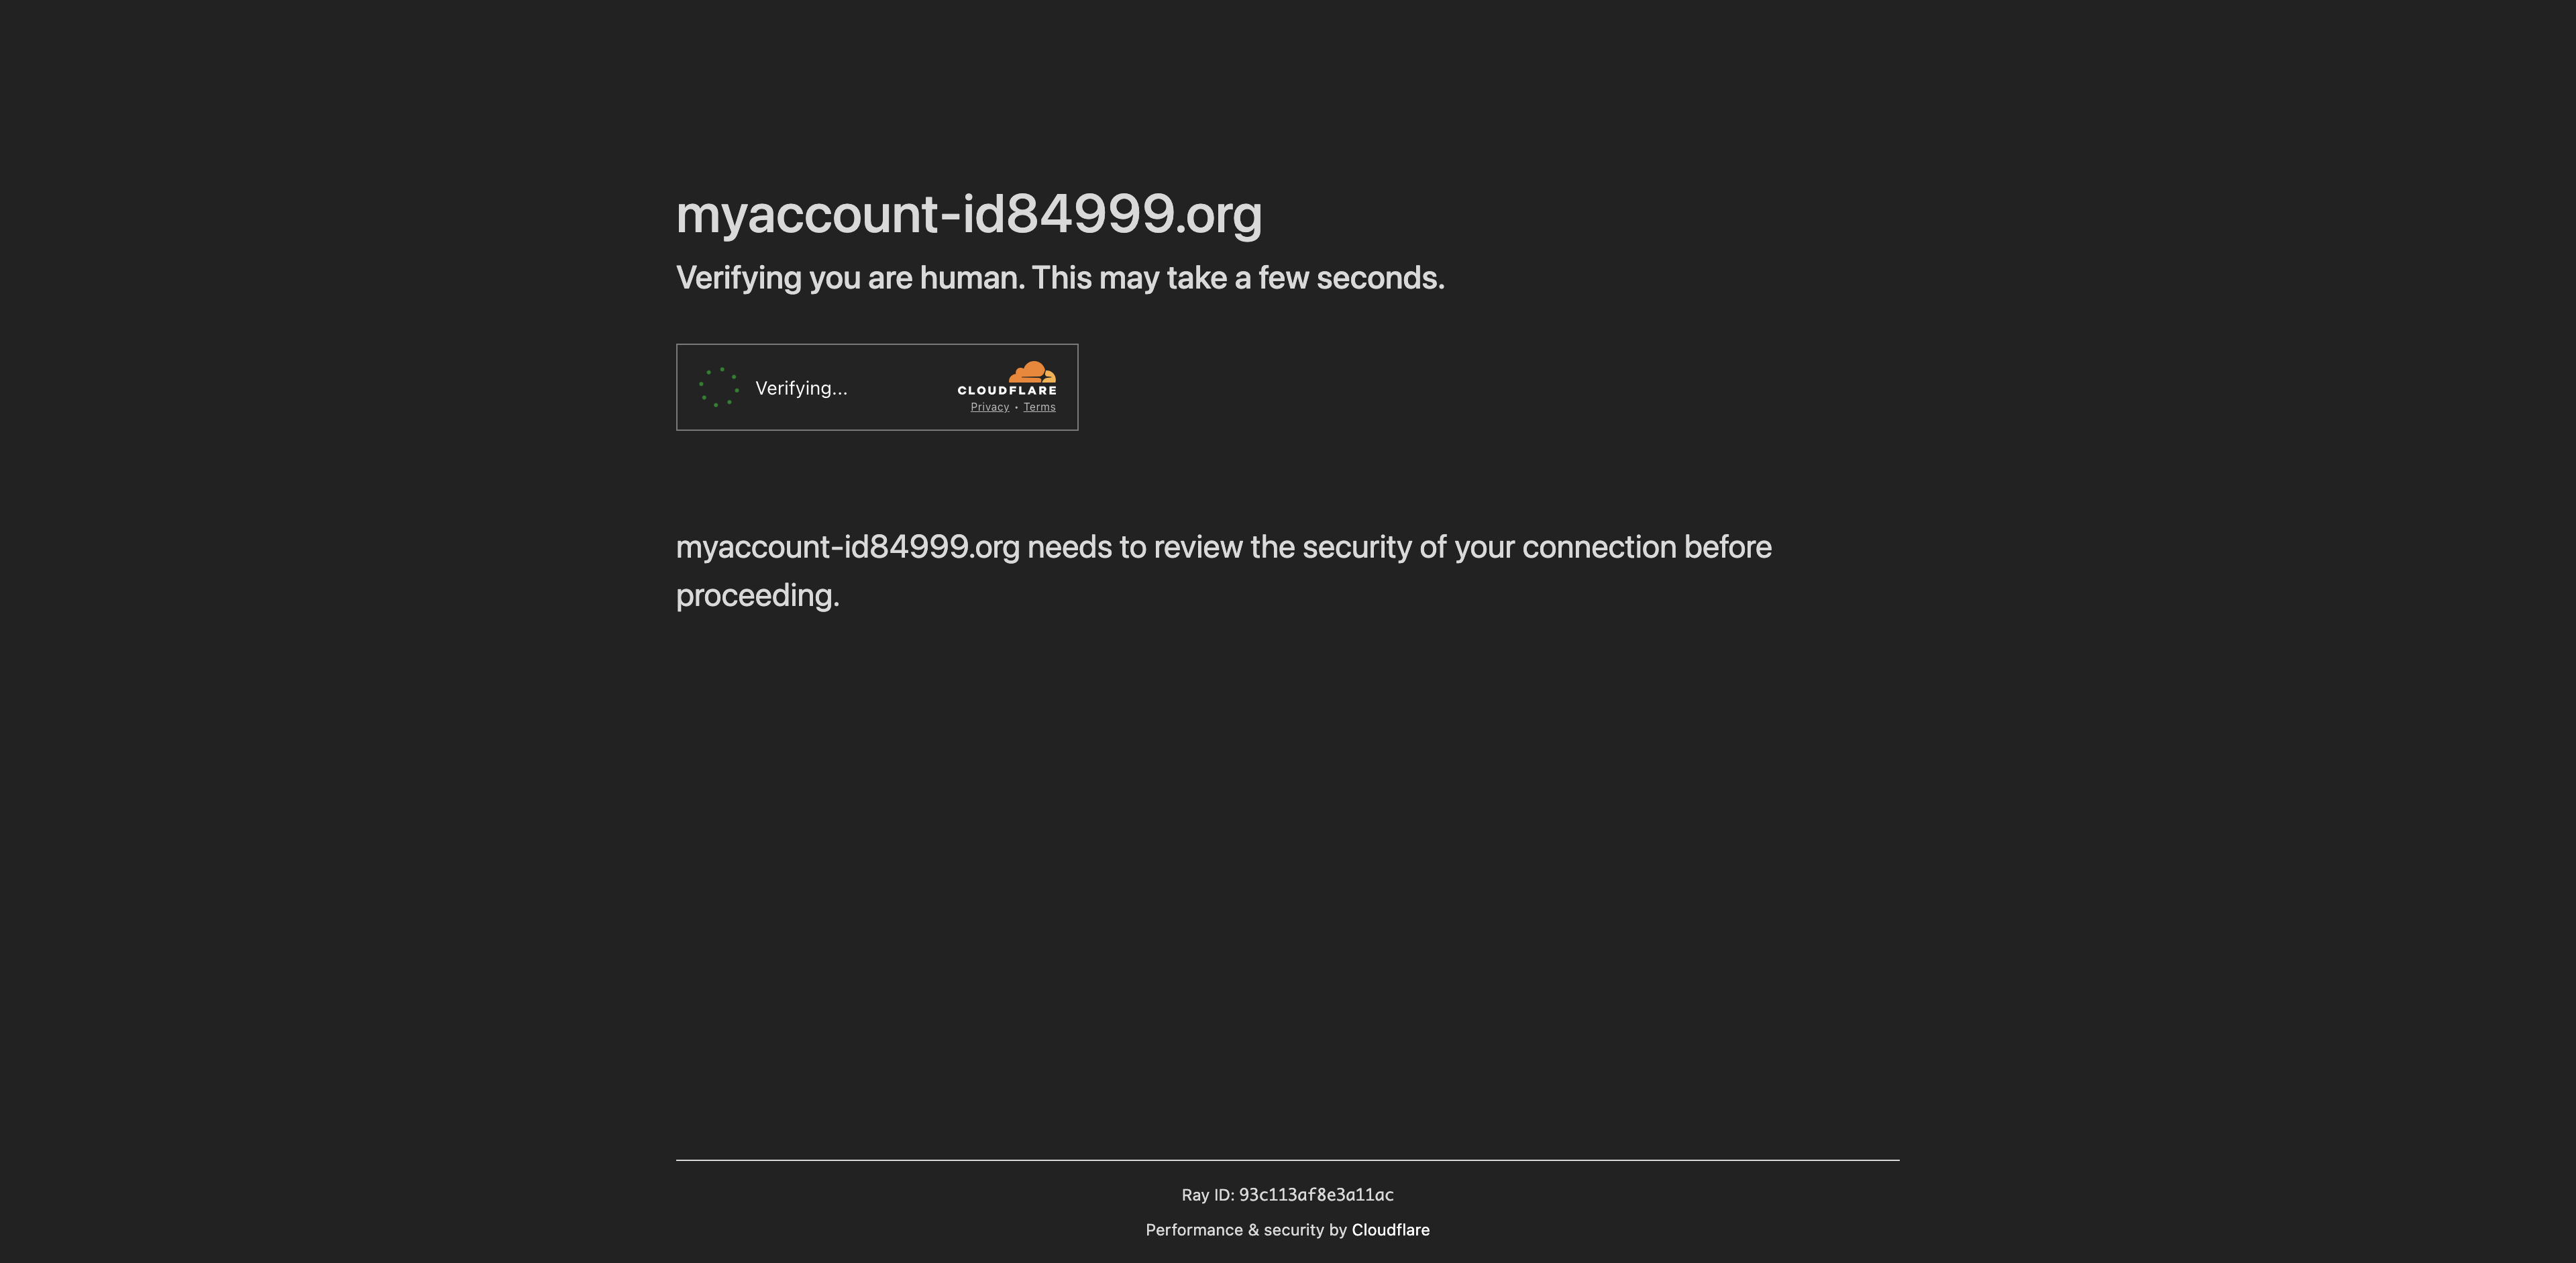 myaccount-id84999.org
Verifying you are human. This may take a few seconds.
Verifying...
CLOUDFLARE
Privacy • Terms
myaccount-id84999.org needs to review the security of your connection before
proceeding.
Ray ID: 93c113af8e3a11ac
Performance & security by Cloudflare